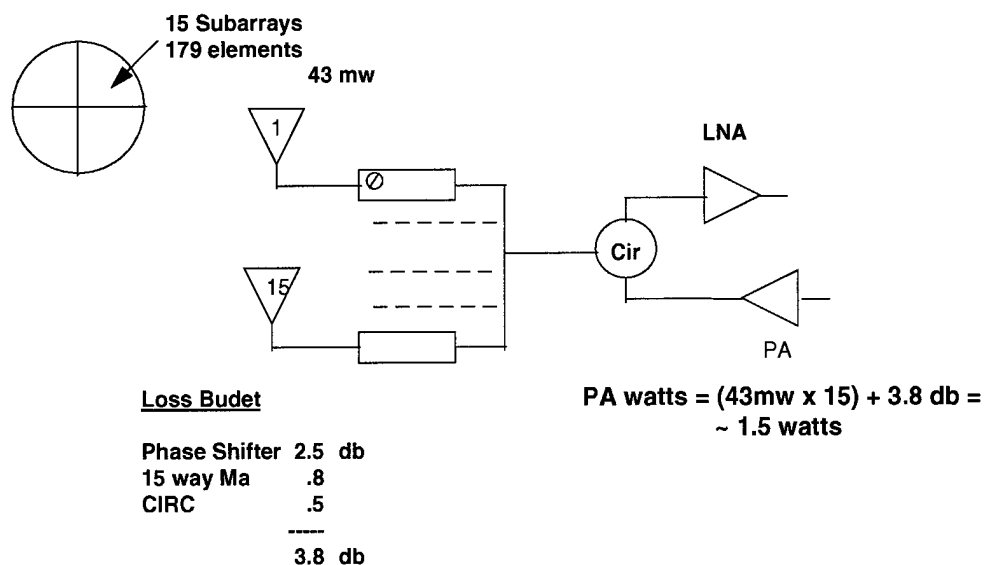 15 Subarrays
179 elements
43 mw
1
LNA
Cir
15
PA
Loss Budet
PA watts = (43mw x 15) + 3.8 db =
~ 1.5 watts
Phase Shifter 2.5 db
15 way Ma .8
CIRC .5
-----
3.8 db